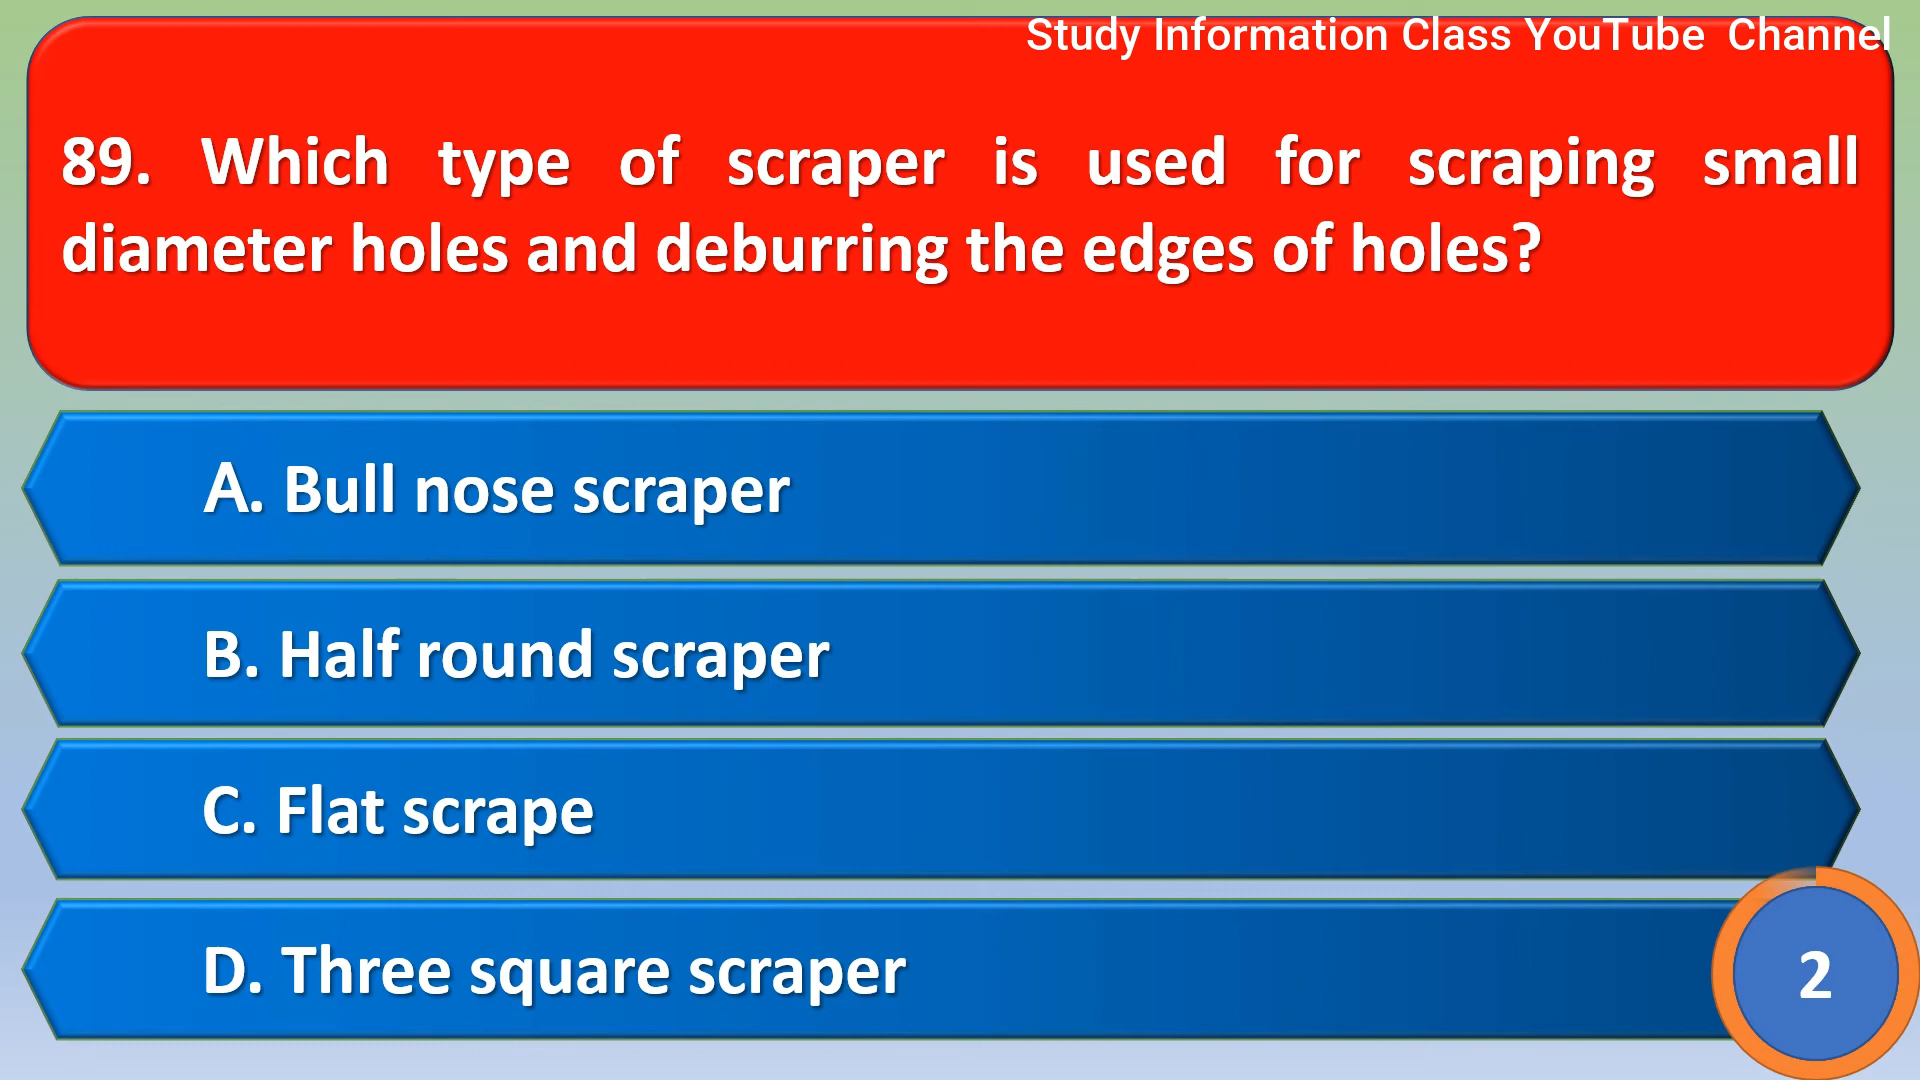 Study Information Class YouTube Channel
89. Which type of scraper is used for scraping small
diameter holes and deburring the edges of holes?
A. Bull nose scraper
B. Half round scraper
C. Flat scrape
D. Three square scraper
2